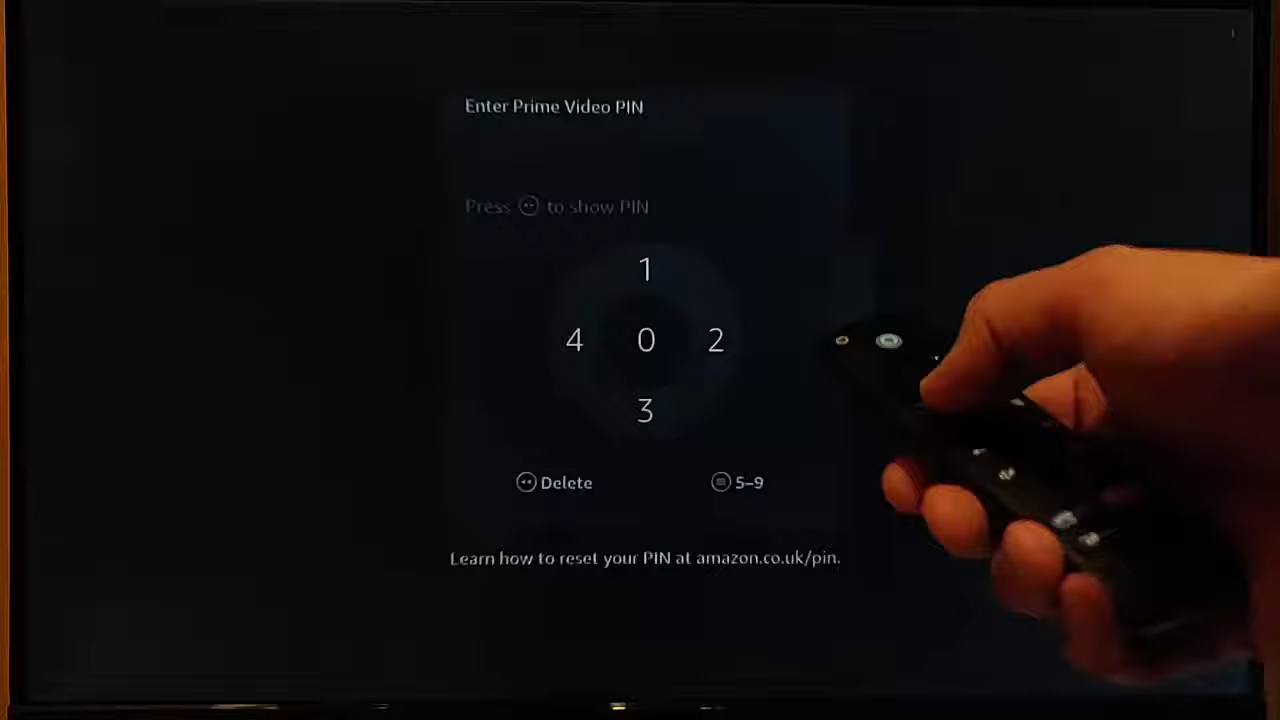 Enter Prime Video PIN
Press to show PIN
1
4 0 2
3
Delete 5–9
Learn how to reset your PIN at amazon.co.uk/pin.